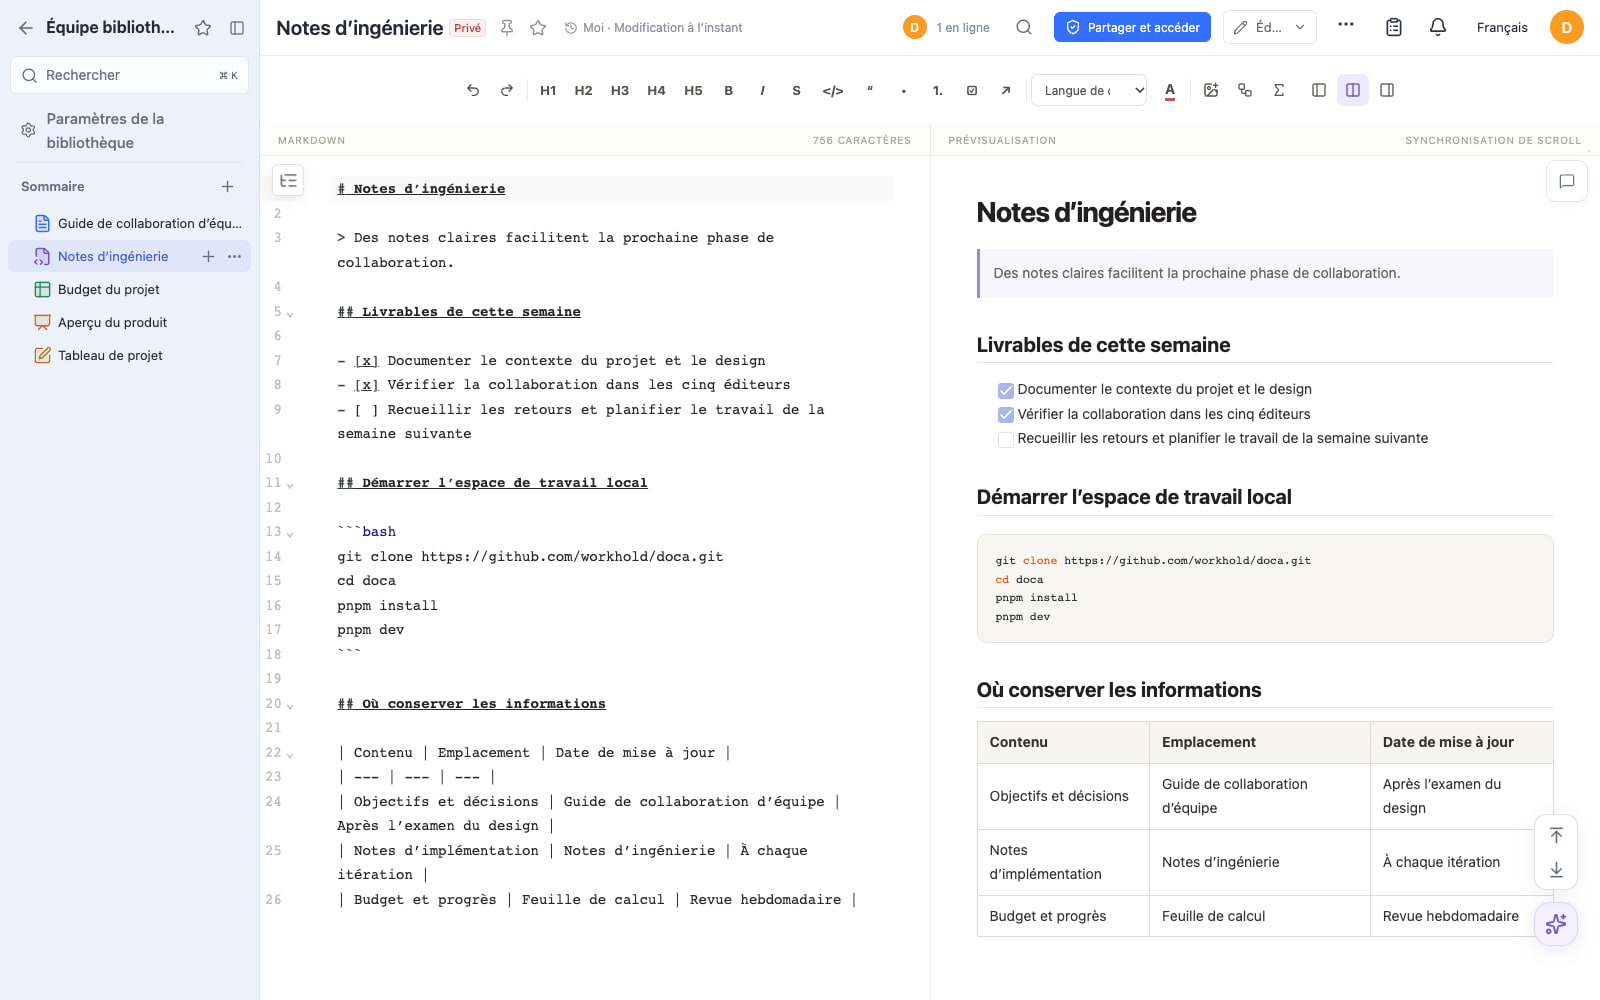 Équipe biblioth...
Rechercher
⌘ K
Paramètres de la
bibliothèque
Sommaire
Guide de collaboration d’équ...
Notes d’ingénierie
Budget du projet
Aperçu du produit
Tableau de projet
Notes d’ingénierie
Privé
Moi · Modification à l’instant
D
1 en ligne
Partager et accéder
Éd...
Français
D
H1 H2 H3 H4 H5 B I S </> “ • 1.
Langue de c
A
MARKDOWN
756 CARACTÈRES
# Notes d’ingénierie
2
3 > Des notes claires facilitent la prochaine phase de
collaboration.
4
5 ## Livrables de cette semaine
6
7 - [x] Documenter le contexte du projet et le design
8 - [x] Vérifier la collaboration dans les cinq éditeurs
9 - [ ] Recueillir les retours et planifier le travail de la
semaine suivante
10
11 ## Démarrer l’espace de travail local
12
13 ```bash
14 git clone https://github.com/workhold/doca.git
15 cd doca
16 pnpm install
17 pnpm dev
18 ```
19
20 ## Où conserver les informations
21
22 | Contenu | Emplacement | Date de mise à jour |
23 | --- | --- | --- |
24 | Objectifs et décisions | Guide de collaboration d’équipe |
Après l’examen du design |
25 | Notes d’implémentation | Notes d’ingénierie | À chaque
itération |
26 | Budget et progrès | Feuille de calcul | Revue hebdomadaire |
PRÉVISUALISATION
SYNCHRONISATION DE SCROLL
Notes d’ingénierie
Des notes claires facilitent la prochaine phase de collaboration.
Livrables de cette semaine
Documenter le contexte du projet et le design
Vérifier la collaboration dans les cinq éditeurs
Recueillir les retours et planifier le travail de la semaine suivante
Démarrer l’espace de travail local
git clone https://github.com/workhold/doca.git
cd doca
pnpm install
pnpm dev
Où conserver les informations
Contenu Emplacement Date de mise à jour
Objectifs et décisions
Guide de collaboration
d’équipe
Après l’examen du
design
Notes
d’implémentation
Notes d’ingénierie
À chaque itération
Budget et progrès Feuille de calcul Revue hebdomadaire